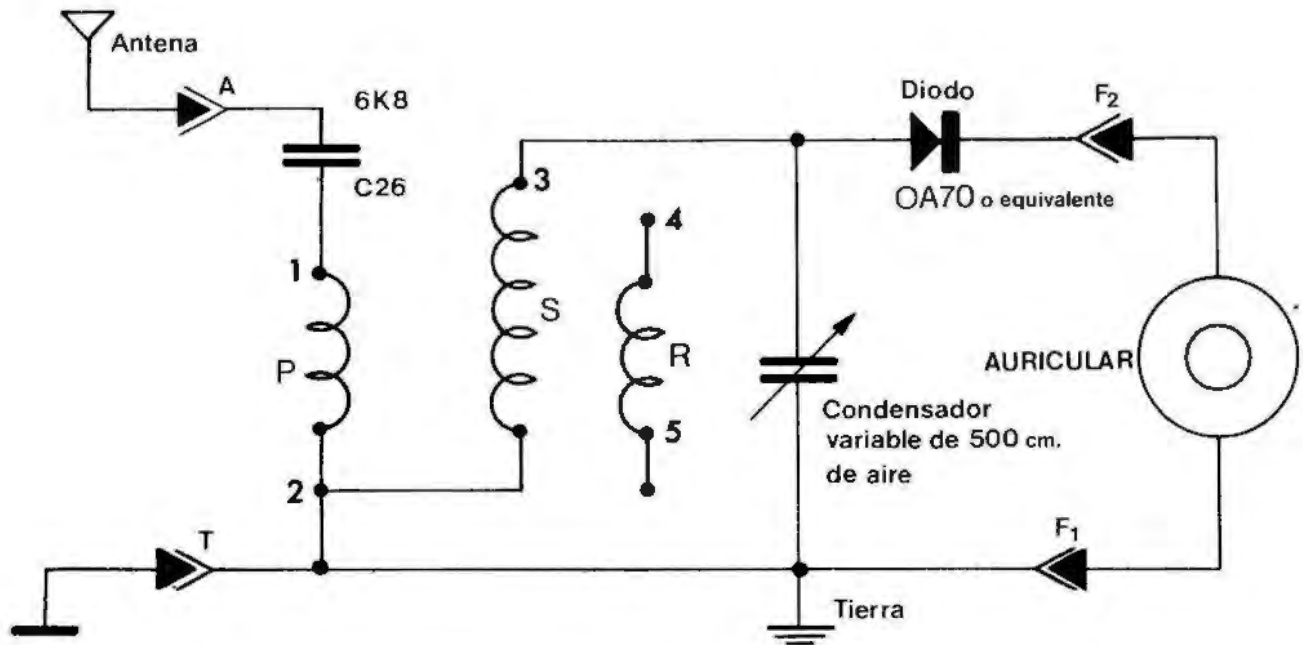 Antena
A
6K8
C26
1
P
2
T
3
S
4
R
5
Diodo
OA70 o equivalente
F2
AURICULAR
Condensador
variable de 500 cm.
de aire
F1
Tierra